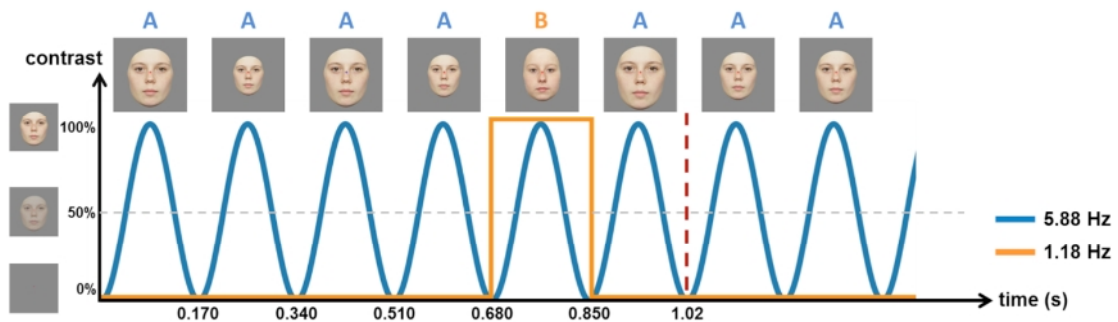 A A A A B A A A
contrast
100%
50%
0%
5.88 Hz
1.18 Hz
0.170 0.340 0.510 0.680 0.850 1.02 time (s)